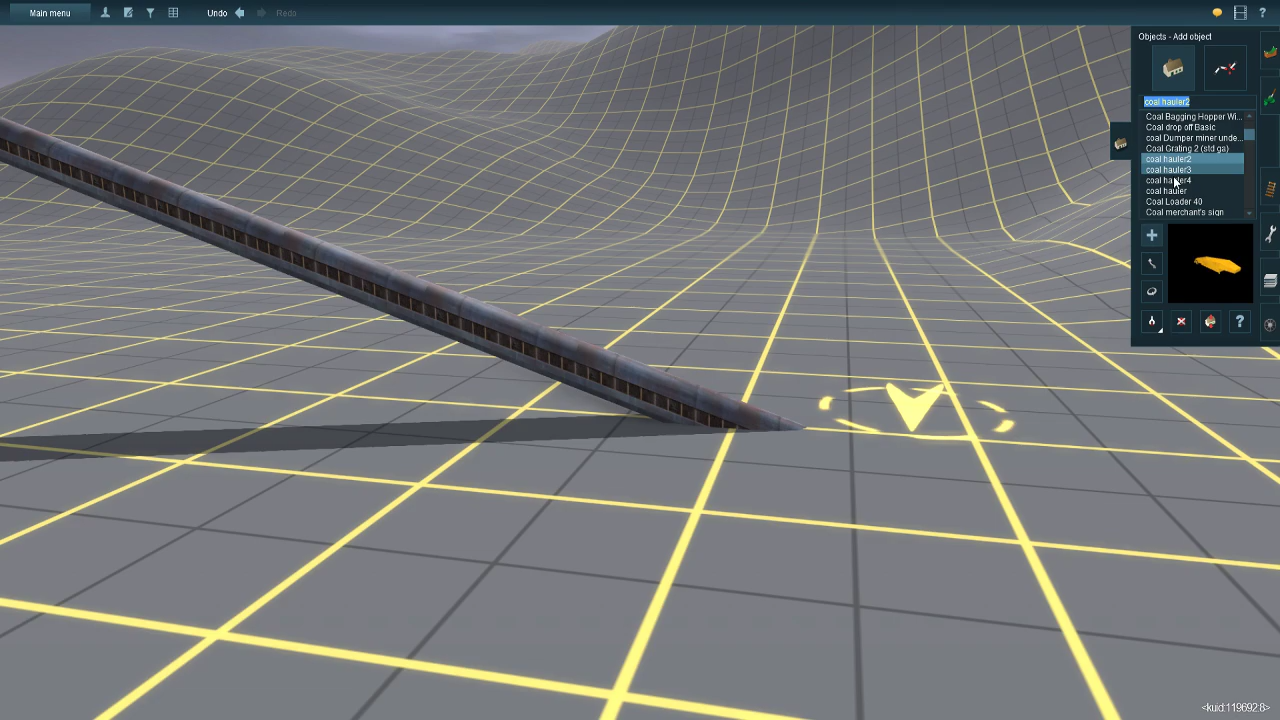 Main menu
Undo
Redo
?
Objects - Add object
coal hauler2
Coal Bagging Hopper Wi...
Coal drop off Basic
coal Dumper miner unde...
Coal Grating 2 (std ga)
coal hauler2
coal hauler3
coal hauler4
coal hauler
Coal Loader 40
Coal merchant's sign
?
<kuid:119692:8>